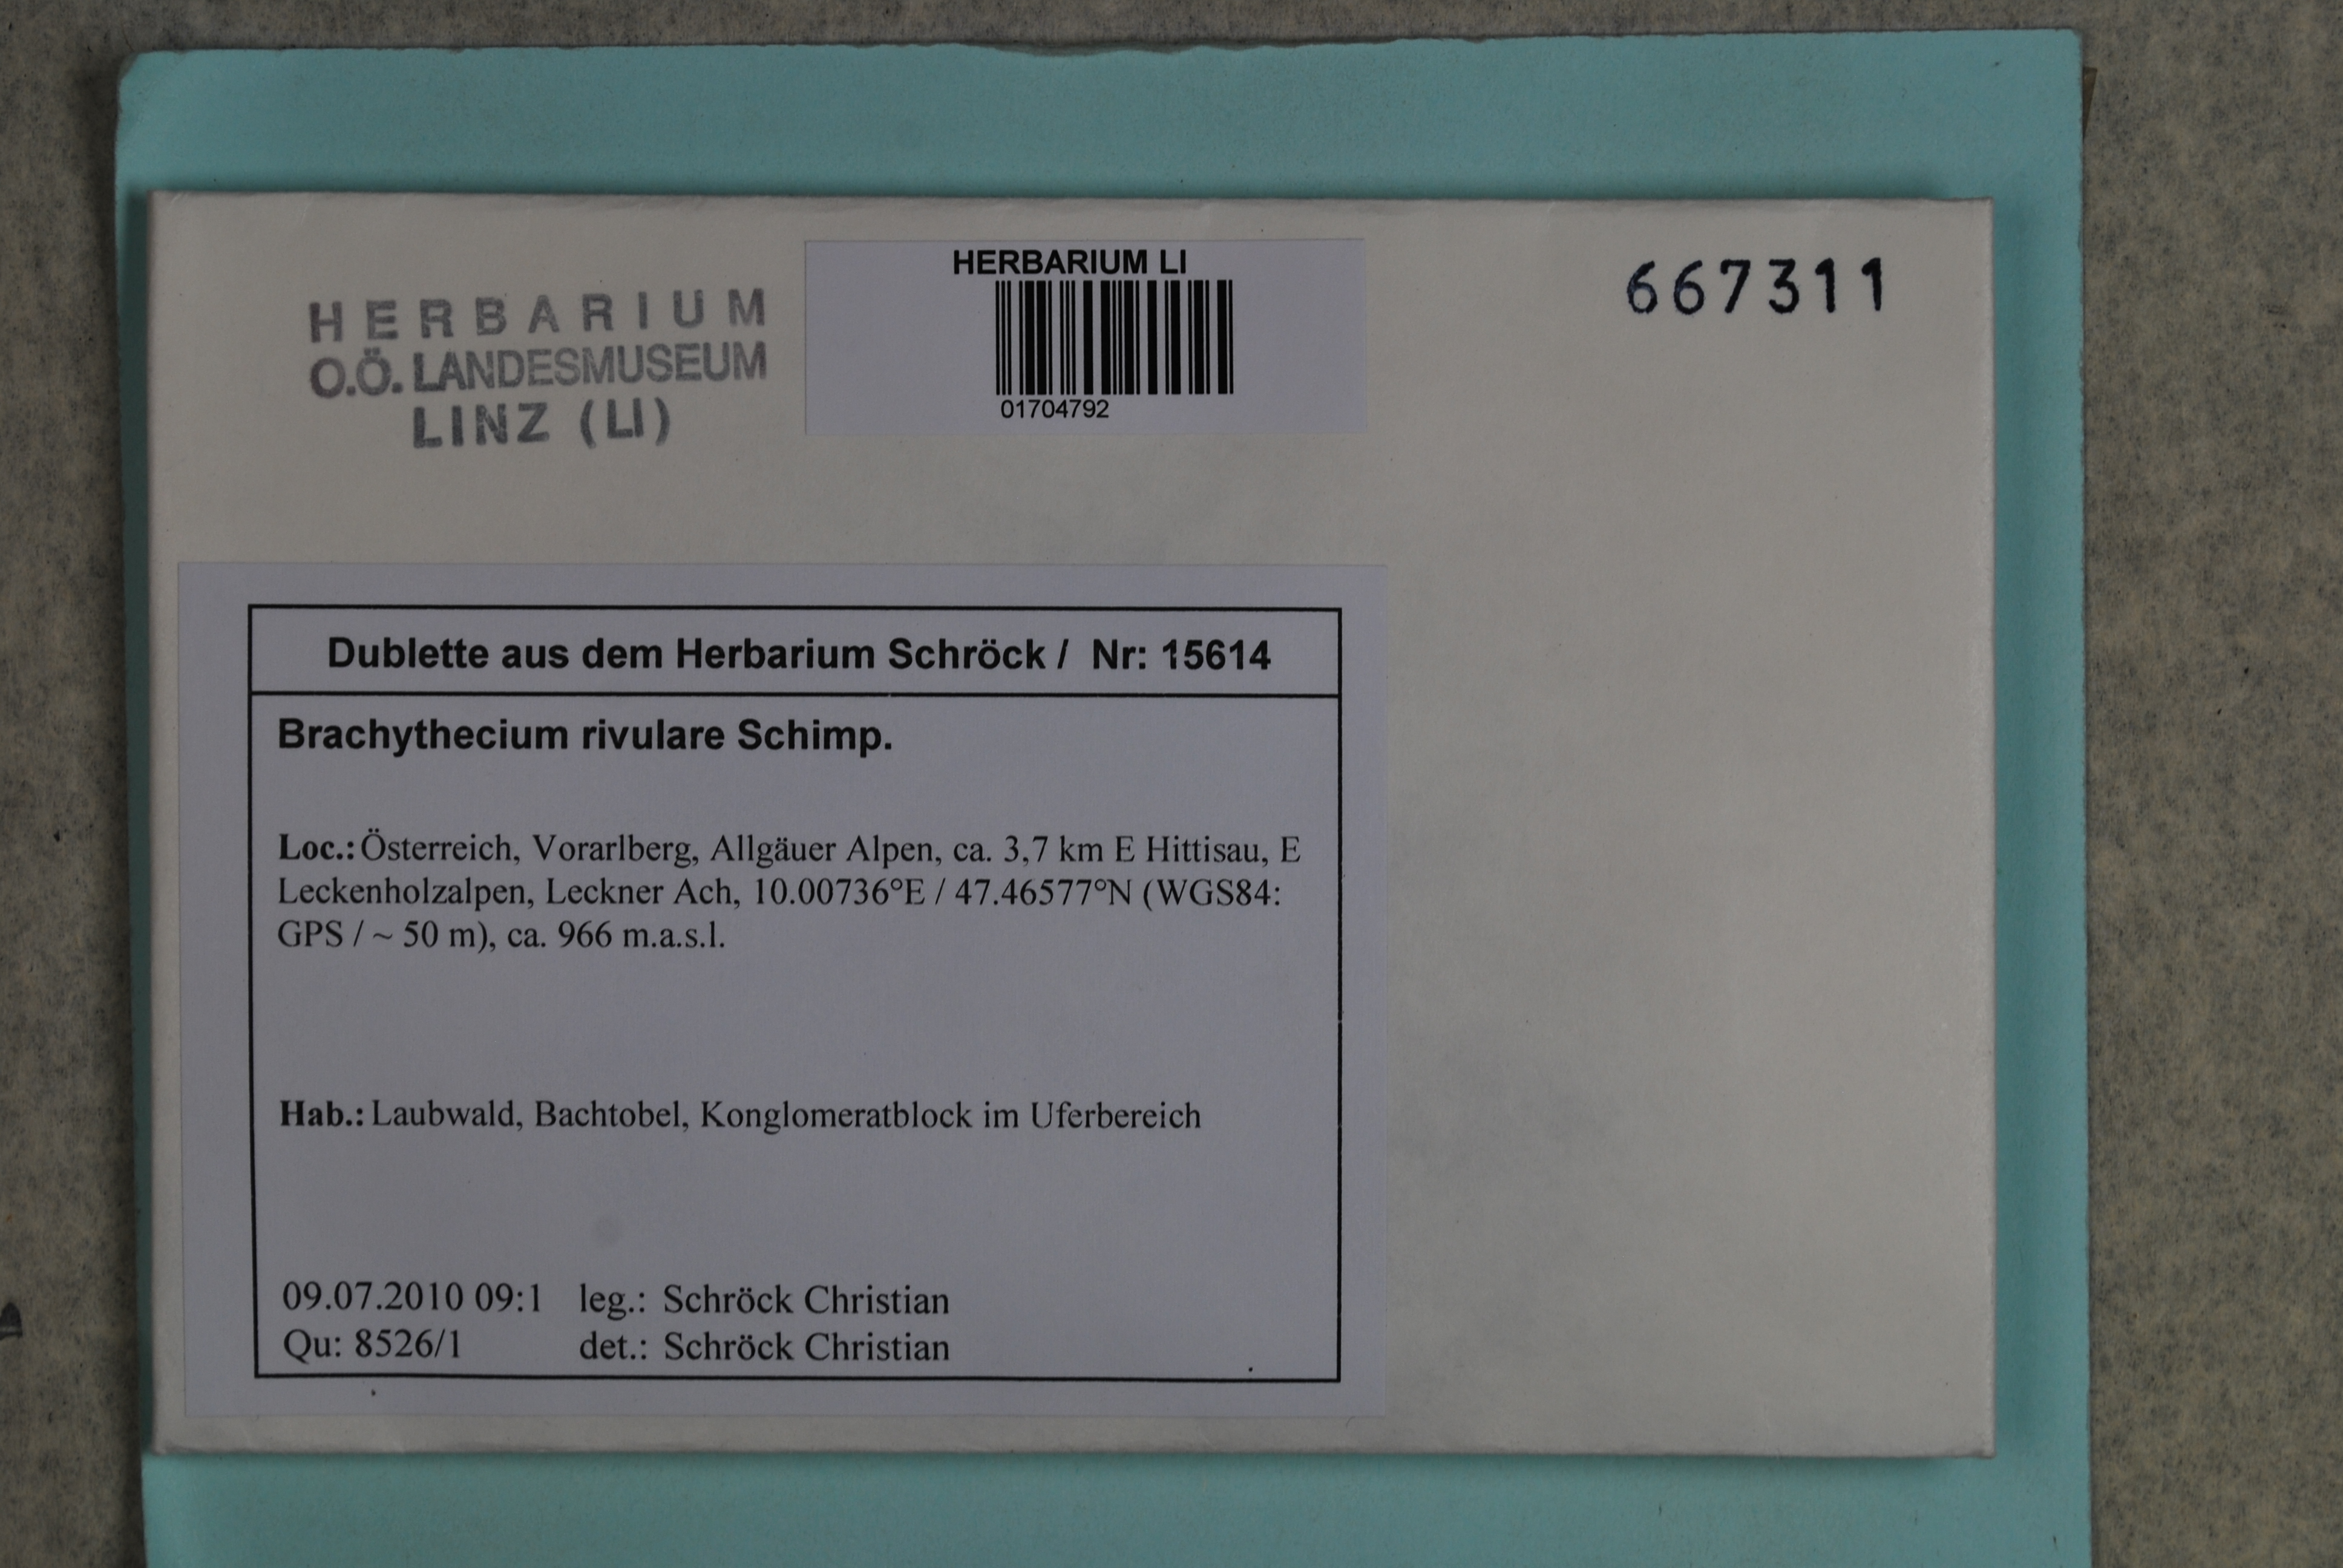 HERBARIUM
O.Ö. LANDESMUSEUM
LINZ (LI)
HERBARIUM LI
01704792
667311
Dublette aus dem Herbarium Schröck / Nr: 15614
Brachythecium rivulare Schimp.
Loc.: Österreich, Vorarlberg, Allgäuer Alpen, ca. 3,7 km E Hittisau, E
Leckenholzalpen, Leckner Ach, 10.00736°E / 47.46577°N (WGS84:
GPS / ~ 50 m), ca. 966 m.a.s.l.
Hab.: Laubwald, Bachtobel, Konglomeratblock im Uferbereich
09.07.2010 09:1 leg.: Schröck Christian
Qu: 8526/1 det.: Schröck Christian